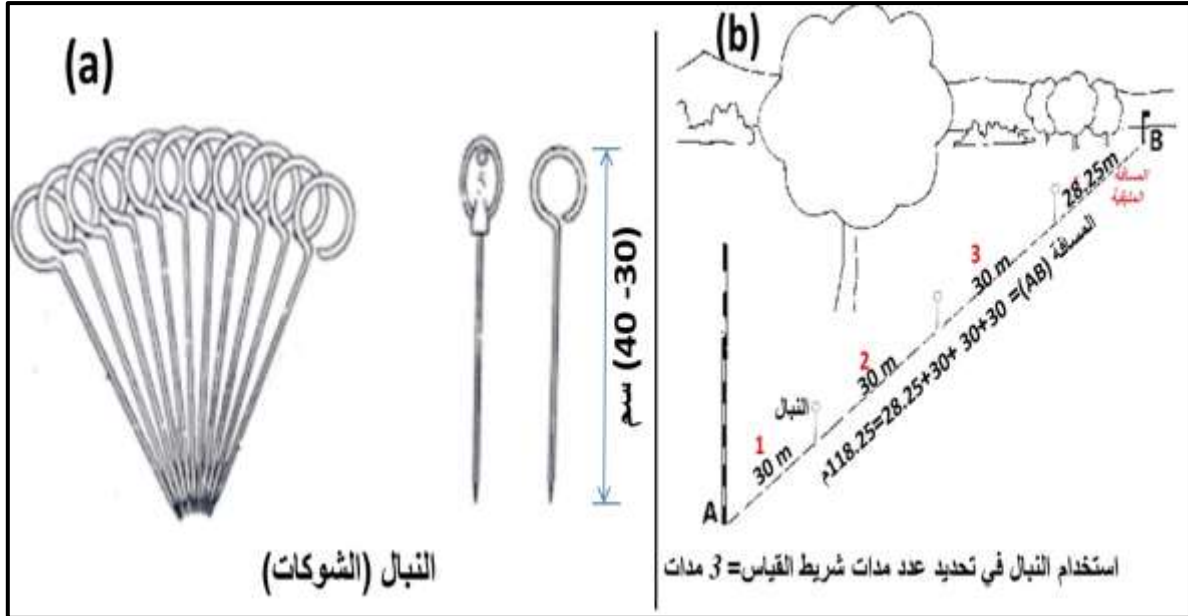 (a)
(30- 40) سم
النبال (الشوكات)
(b)
B
المسافة
المتبقية
28.25m
3
30 m
2
30 m
النبال
1
30 m
المسافة (AB)= 30+30 +30+28.25=118.25م
A
استخدام النبال في تحديد عدد مدات شريط القياس= 3 مدات